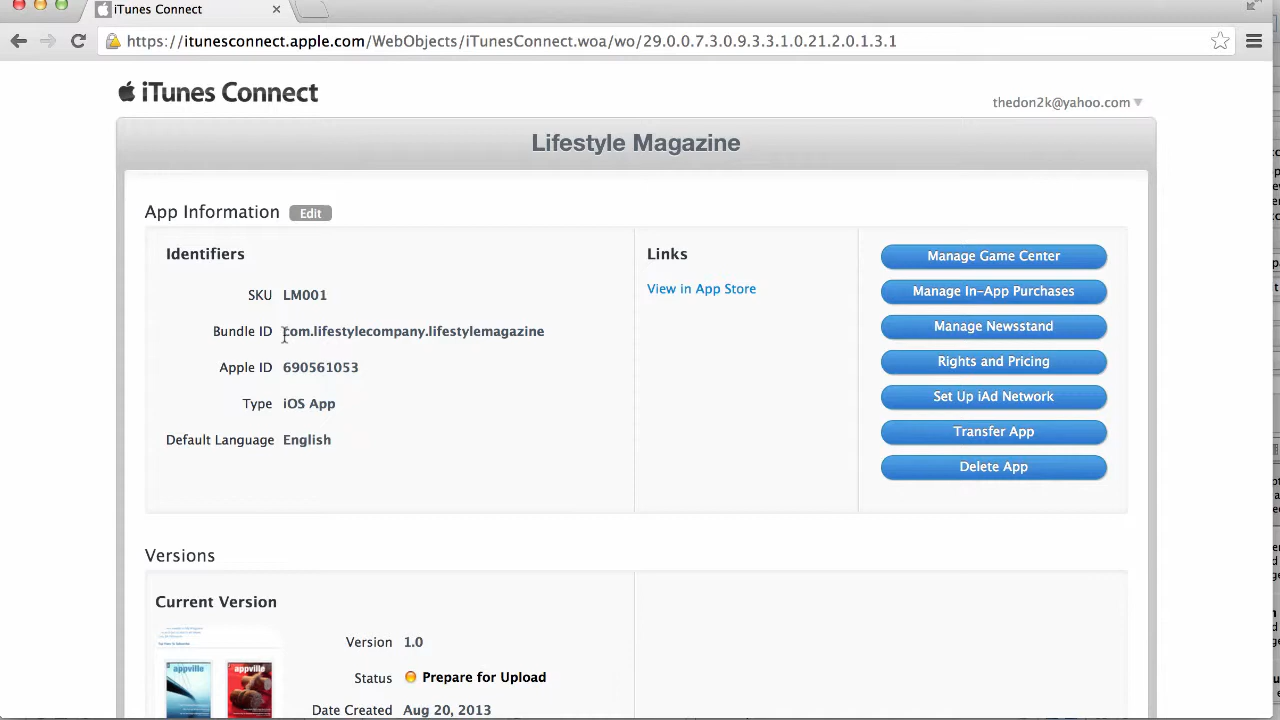 iTunes Connect
https://itunesconnect.apple.com/WebObjects/iTunesConnect.woa/wo/29.0.0.7.3.0.9.3.3.1.0.21.2.0.1.3.1
iTunes Connect
thedon2k@yahoo.com
Lifestyle Magazine
App Information Edit
Identifiers
SKU LM001
Bundle ID com.lifestylecompany.lifestylemagazine
Apple ID 690561053
Type iOS App
Default Language English
Links
View in App Store
Manage Game Center
Manage In-App Purchases
Manage Newsstand
Rights and Pricing
Set Up iAd Network
Transfer App
Delete App
Versions
Current Version
appville
appville
Version 1.0
Status Prepare for Upload
Date Created Aug 20, 2013